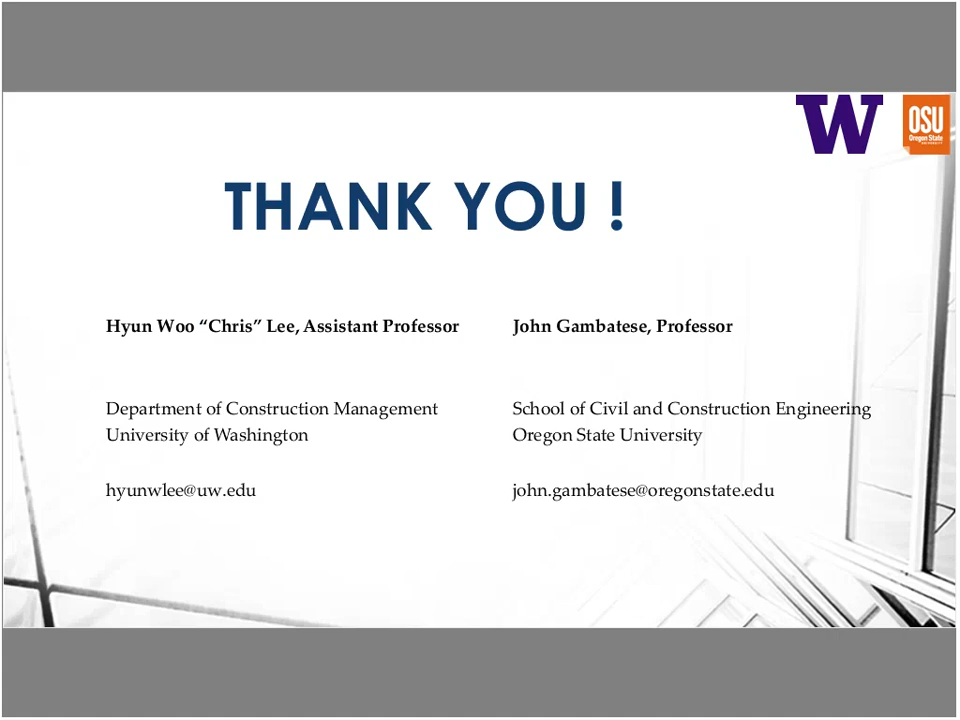 W
OSU
Oregon State
UNIVERSITY
THANK YOU !
Hyun Woo “Chris” Lee, Assistant Professor
John Gambatese, Professor
Department of Construction Management
University of Washington
School of Civil and Construction Engineering
Oregon State University
hyunwlee@uw.edu
john.gambatese@oregonstate.edu